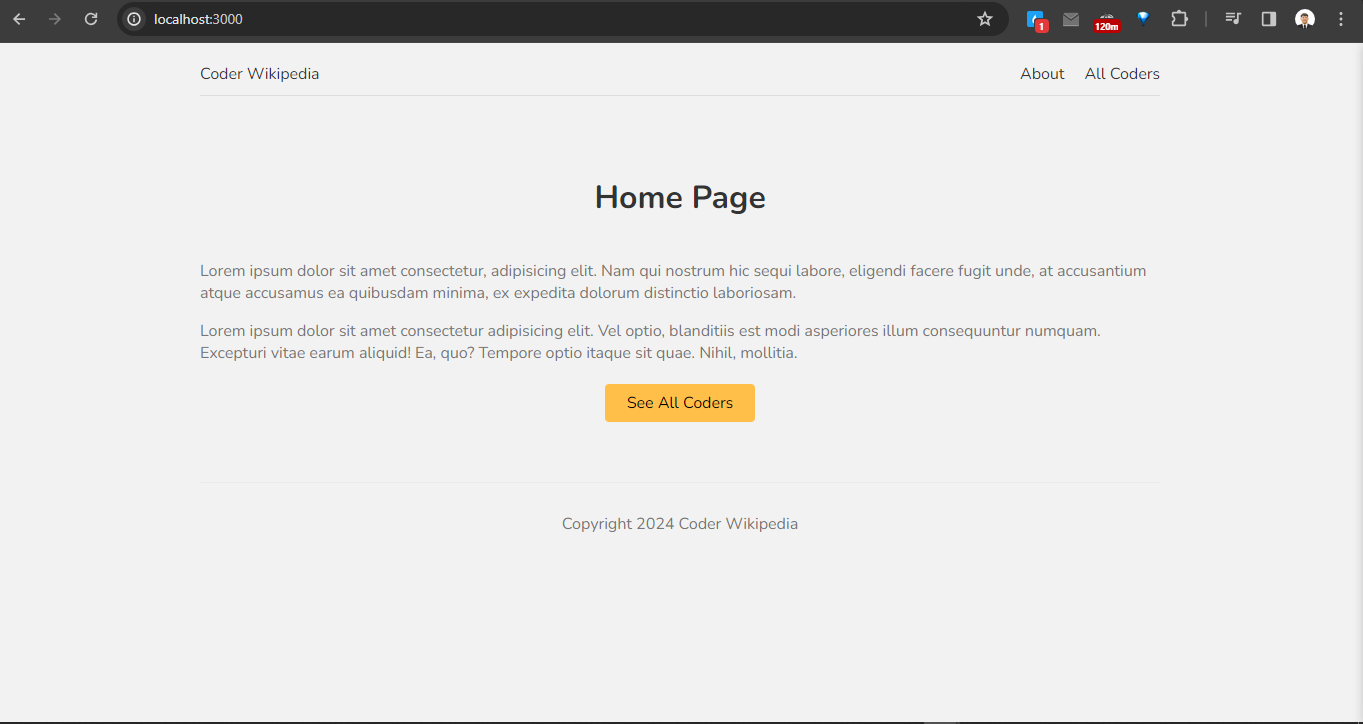 localhost:3000
1
120m
Coder Wikipedia
About All Coders
Home Page
Lorem ipsum dolor sit amet consectetur, adipisicing elit. Nam qui nostrum hic sequi labore, eligendi facere fugit unde, at accusantium
atque accusamus ea quibusdam minima, ex expedita dolorum distinctio laboriosam.
Lorem ipsum dolor sit amet consectetur adipisicing elit. Vel optio, blanditiis est modi asperiores illum consequuntur numquam.
Excepturi vitae earum aliquid! Ea, quo? Tempore optio itaque sit quae. Nihil, mollitia.
See All Coders
Copyright 2024 Coder Wikipedia